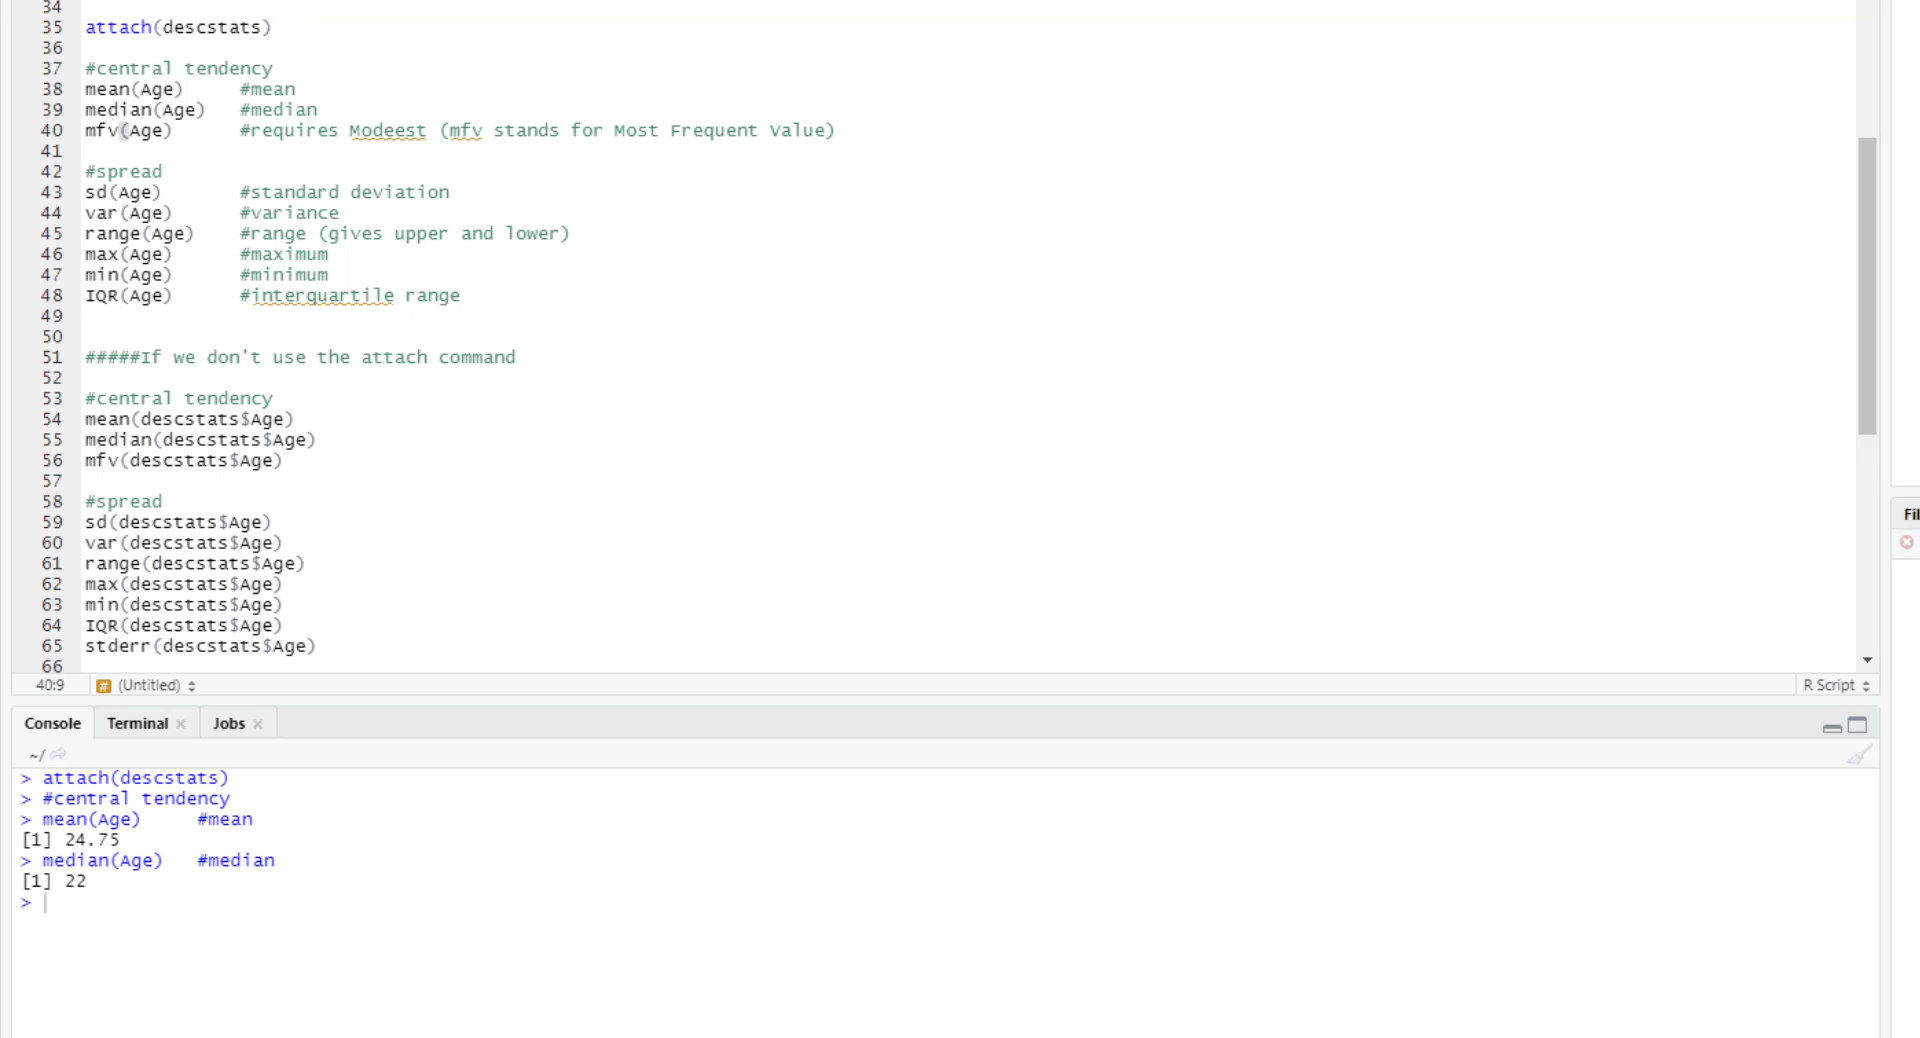 34
35 attach(descstats)
36
37 #central tendency
38 mean(Age) #mean
39 median(Age) #median
40 mfv(Age) #requires Modeest (mfv stands for Most Frequent Value)
41
42 #spread
43 sd(Age) #standard deviation
44 var(Age) #variance
45 range(Age) #range (gives upper and lower)
46 max(Age) #maximum
47 min(Age) #minimum
48 IQR(Age) #interquartile range
49
50
51 #####If we don't use the attach command
52
53 #central tendency
54 mean(descstats$Age)
55 median(descstats$Age)
56 mfv(descstats$Age)
57
58 #spread
59 sd(descstats$Age)
60 var(descstats$Age)
61 range(descstats$Age)
62 max(descstats$Age)
63 min(descstats$Age)
64 IQR(descstats$Age)
65 stderr(descstats$Age)
66
40:9 # (Untitled) R Script
Fil
Console Terminal Jobs
~/
> attach(descstats)
> #central tendency
> mean(Age) #mean
[1] 24.75
> median(Age) #median
[1] 22
>